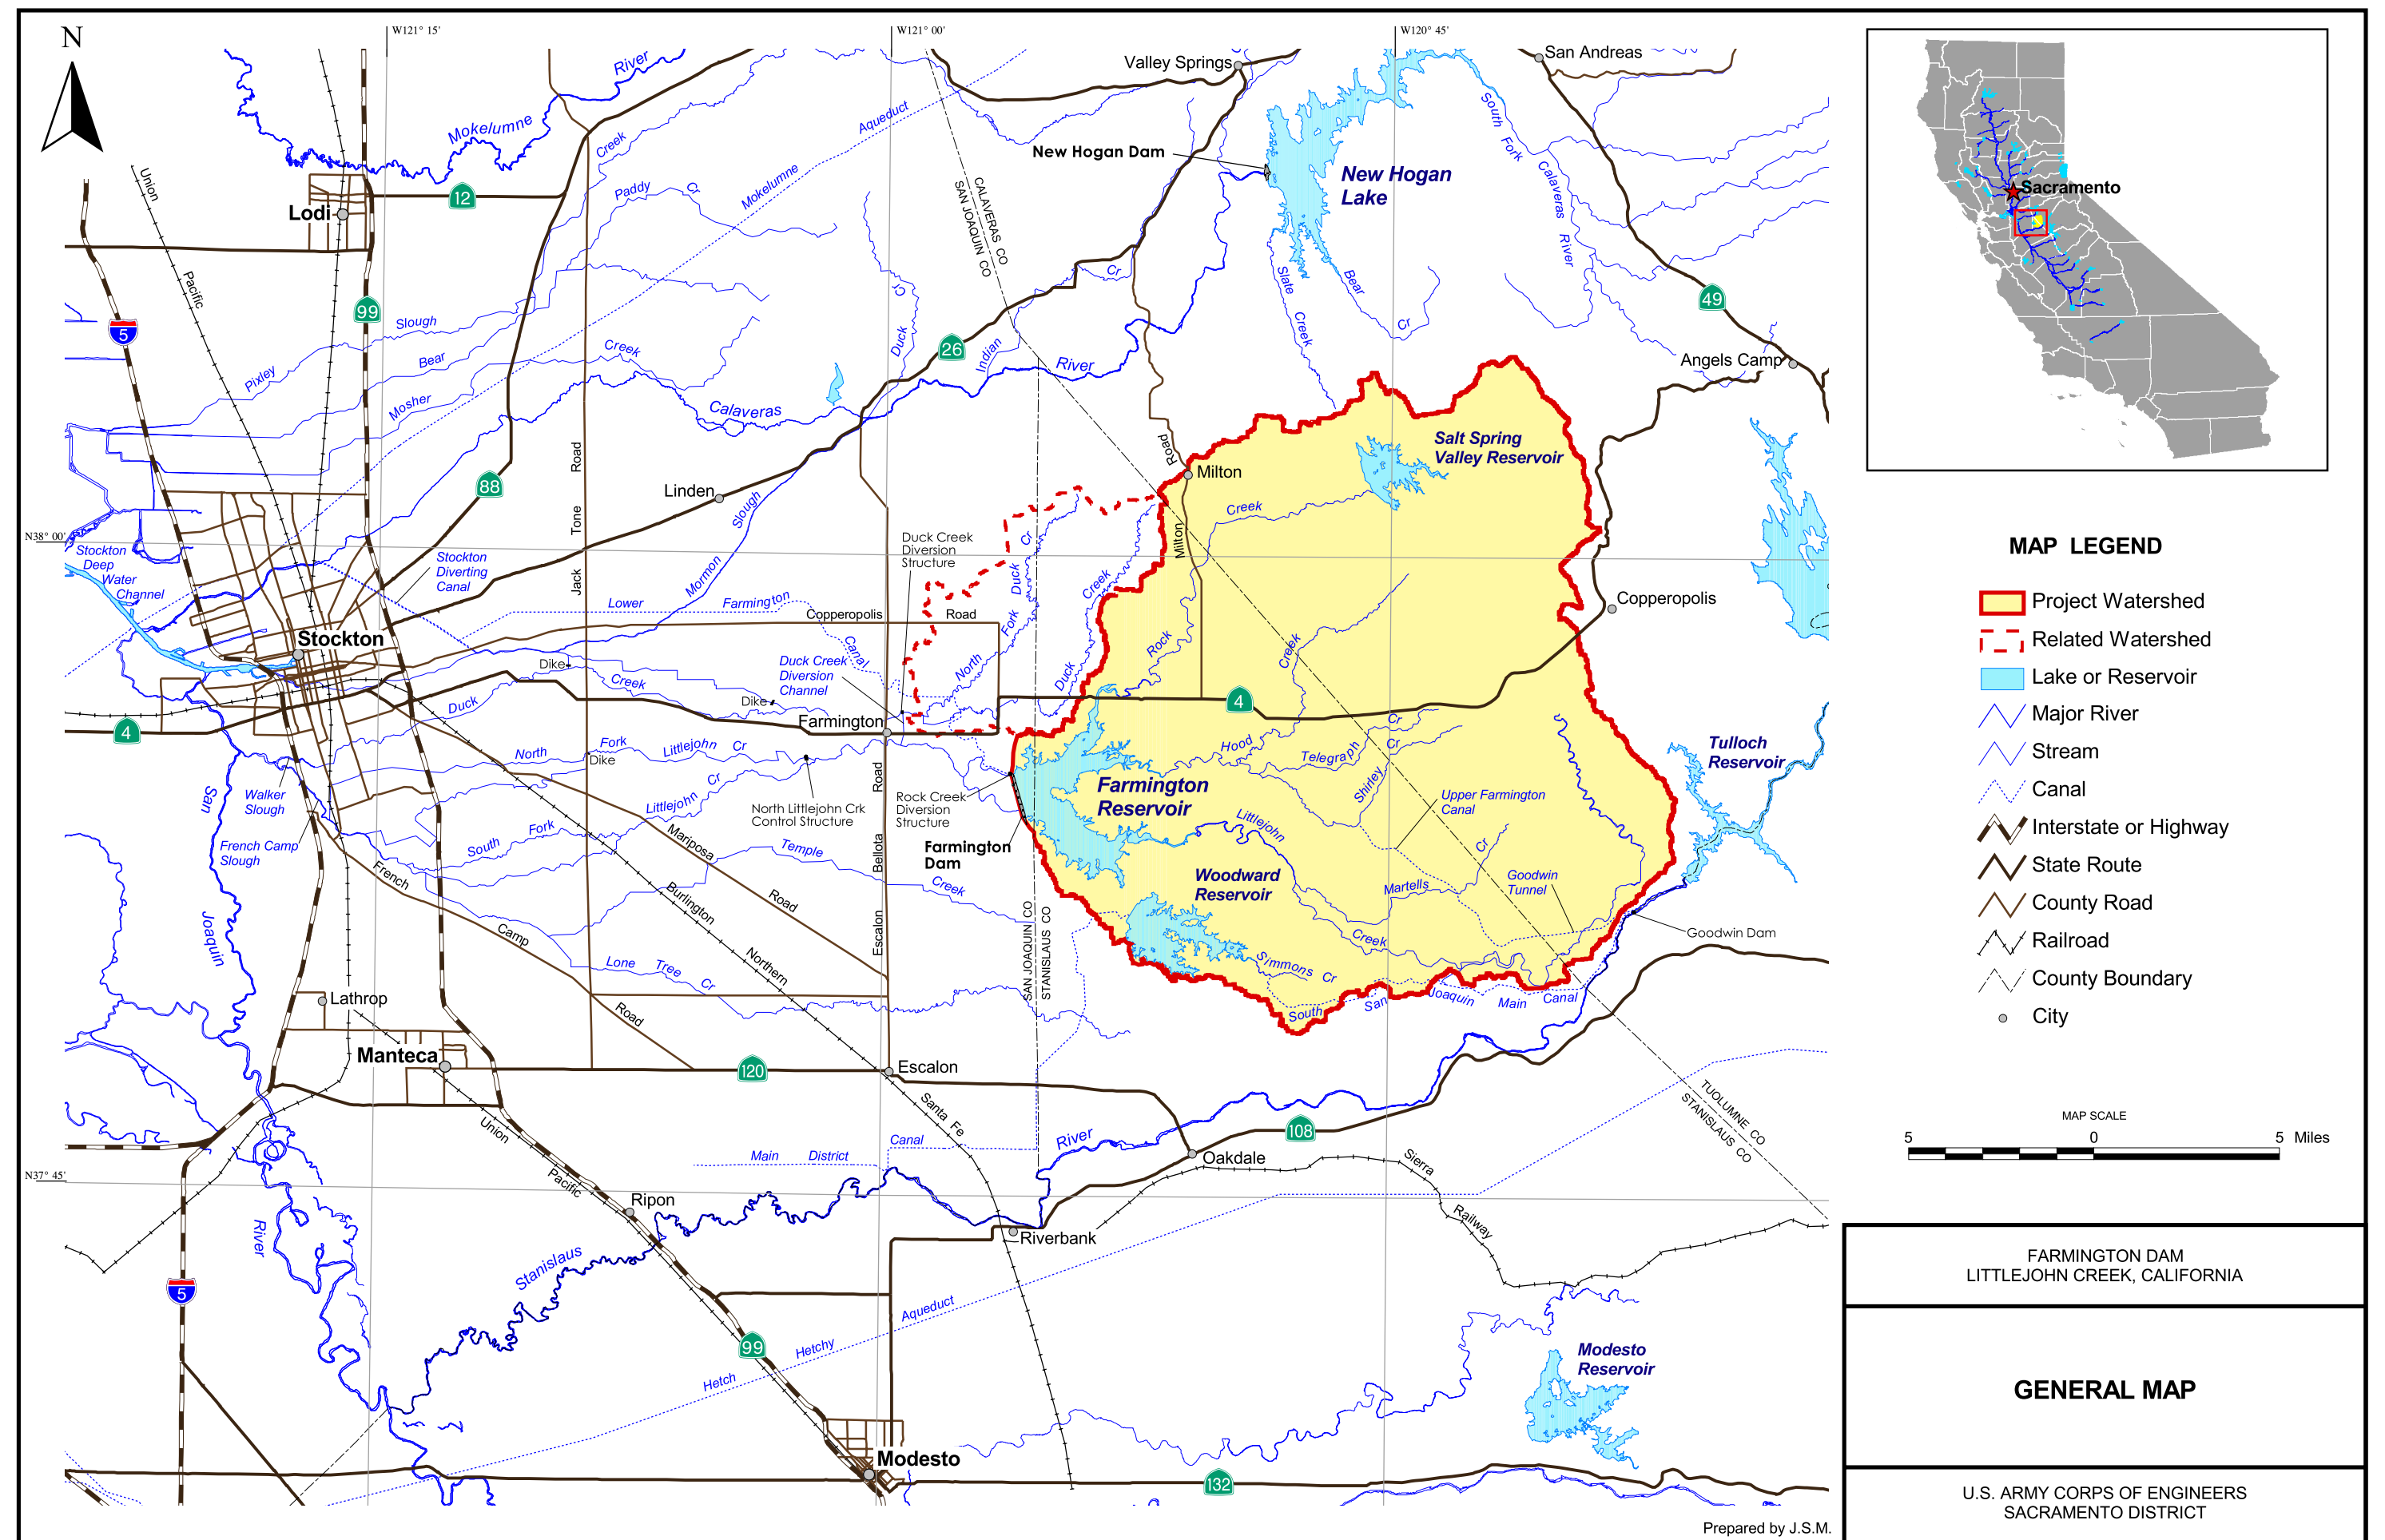 N
W121° 15'
W121° 00'
W120° 45'
N38° 00'
N37° 45'
Union
Pacific
Mokelumne
River
Lodi
12
99
5
Creek
Paddy
Cr
Mokelumne
Aqueduct
CALAVERAS CO
SAN JOAQUIN CO
Valley Springs
San Andreas
New Hogan Dam
New Hogan
Lake
South
Fork
Calaveras
River
49
Angels Camp
Slate
Creek
Bear
Cr
Cr
Duck
26
Indian
Cr
River
Calaveras
Pixley
Slough
Bear
Creek
Mosher
Road
Tone
Jack
88
Linden
Mormon
Slough
Stockton
Diverting
Canal
Stockton
Deep
Water
Channel
Stockton
Lower
Farmington
Canal
Copperopolis
Road
Duck Creek
Diversion
Structure
Duck Creek
Diversion
Channel
Dike
Dike
Dike
Duck
Creek
Farmington
4
4
North
Fork
Duck
Cr
Duck
Creek
Road
Milton
Milton
Creek
Rock
Salt Spring
Valley Reservoir
Copperopolis
Creek
Hood
Telegraph
Cr
Shirley
Cr
Upper Farmington
Canal
Tulloch
Reservoir
Farmington
Reservoir
Littlejohn
Creek
Woodward
Reservoir
Martells
Cr
Goodwin
Tunnel
Goodwin Dam
Simmons Cr
South
San
Joaquin
Main
Canal
North
Fork
Littlejohn
Cr
South
Fork
Littlejohn
Cr
North Littlejohn Crk
Control Structure
Rock Creek
Diversion
Structure
Farmington
Dam
Walker
Slough
French Camp
Slough
San
Joaquin
River
French
Camp
Road
Mariposa
Road
Burlington
Northern
Santa Fe
Temple
Creek
Lone
Tree
Cr
Road
Bellota
Escalon
SAN JOAQUIN CO
STANISLAUS CO
Lathrop
Manteca
120
Escalon
Union
Pacific
Ripon
Main
District
Canal
River
Stanislaus
Oakdale
108
Riverbank
Sierra
Railway
TUOLUMNE CO
STANISLAUS CO
5
99
Hetch
Hetchy
Aqueduct
Modesto
132
Modesto
Reservoir
Prepared by J.S.M.
Sacramento
MAP LEGEND
Project Watershed
Related Watershed
Lake or Reservoir
Major River
Stream
Canal
Interstate or Highway
State Route
County Road
Railroad
County Boundary
City
MAP SCALE
5 0 5 Miles
FARMINGTON DAM
LITTLEJOHN CREEK, CALIFORNIA
GENERAL MAP
U.S. ARMY CORPS OF ENGINEERS
SACRAMENTO DISTRICT